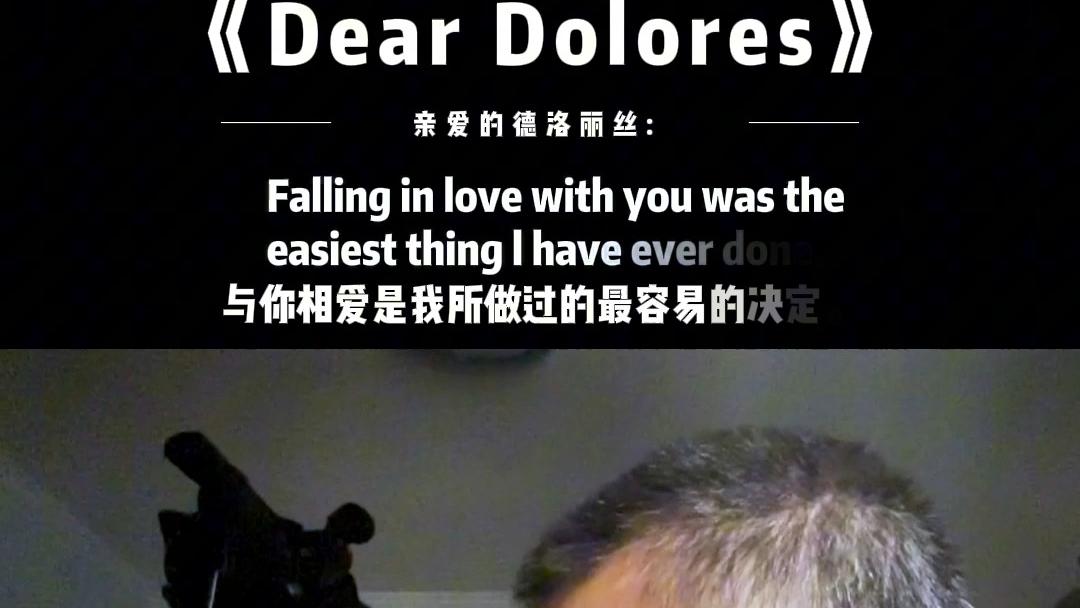 《Dear Dolores》
亲爱的德洛丽丝：
Falling in love with you was the
easiest thing I have ever done
与你相爱是我所做过的最容易的决定。